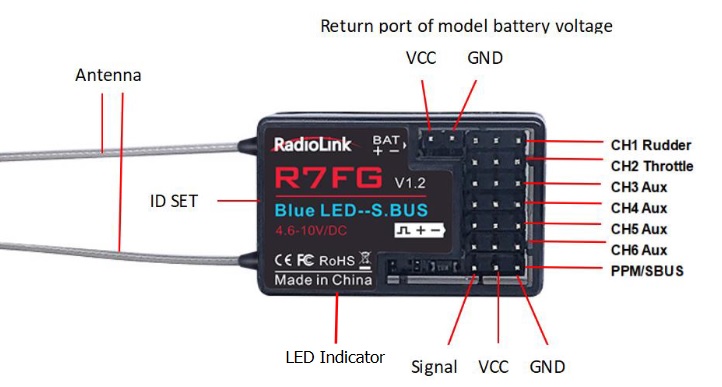 Return port of model battery voltage
VCC GND
Antenna
RadioLink BAT
+ −
R7FG V1.2
ID SET
Blue LED--S.BUS
4.6-10V/DC + −
CE FC RoHS
Made in China
CH1 Rudder
CH2 Throttle
CH3 Aux
CH4 Aux
CH5 Aux
CH6 Aux
PPM/SBUS
LED Indicator
Signal VCC GND